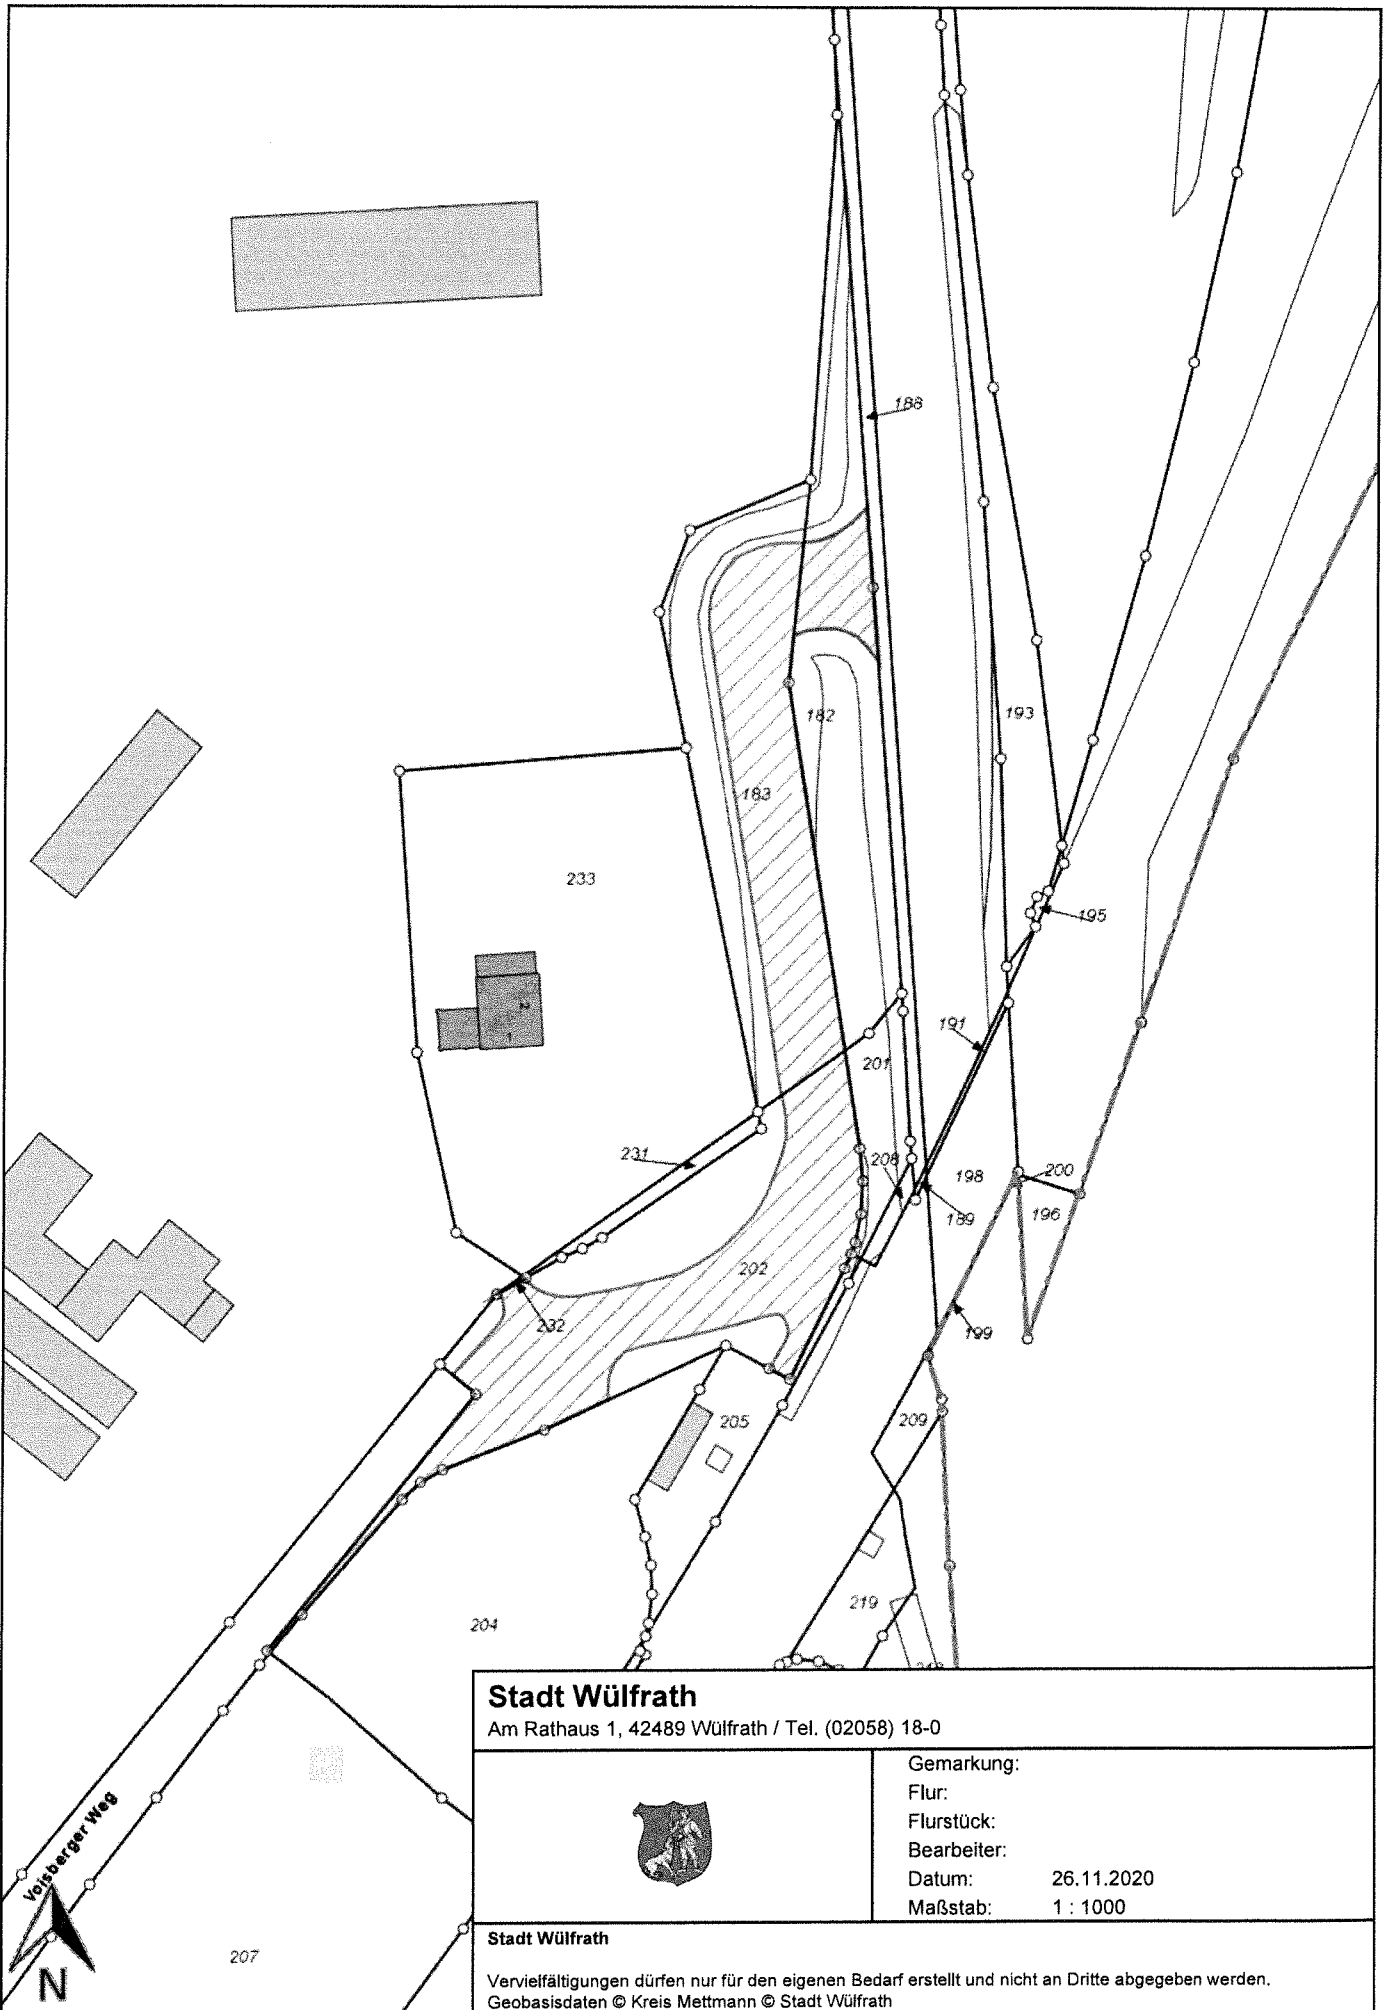 188
182
193
183
233
195
191
201
2
1
231
208
198
200
189
196
202
232
199
205
209
219
204
Stadt Wülfrath
Am Rathaus 1, 42489 Wülfrath / Tel. (02058) 18-0
Gemarkung:
Flur:
Flurstück:
Bearbeiter:
Datum: 26.11.2020
Maßstab: 1 : 1000
Voisberger Weg
N
207
Stadt Wülfrath
Vervielfältigungen dürfen nur für den eigenen Bedarf erstellt und nicht an Dritte abgegeben werden.
Geobasisdaten © Kreis Mettmann © Stadt Wülfrath